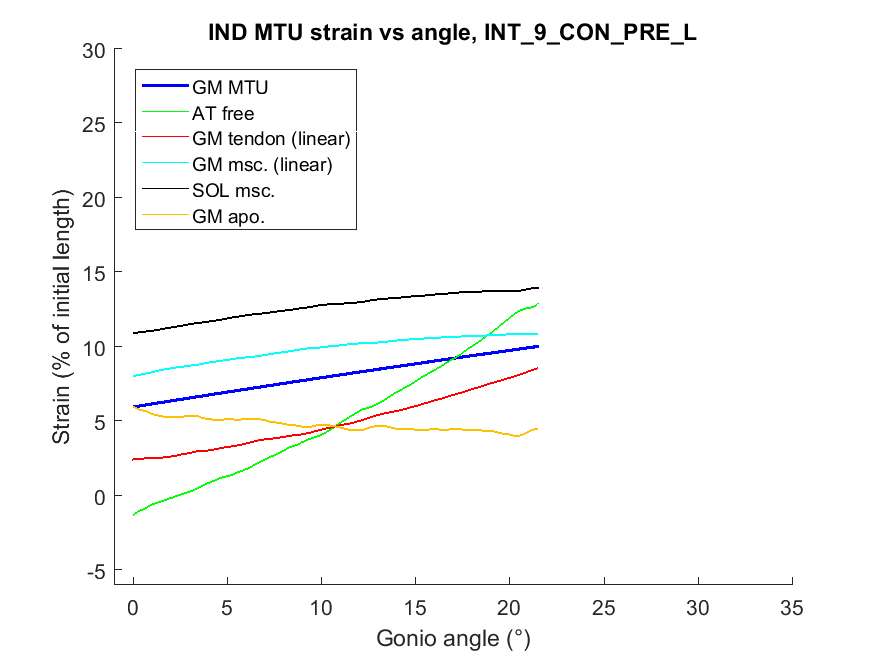 IND MTU strain vs angle, INT_9_CON_PRE_L
30
25
20
15
10
5
0
-5
Strain (% of initial length)
GM MTU
AT free
GM tendon (linear)
GM msc. (linear)
SOL msc.
GM apo.
0 5 10 15 20 25 30 35
Gonio angle (°)